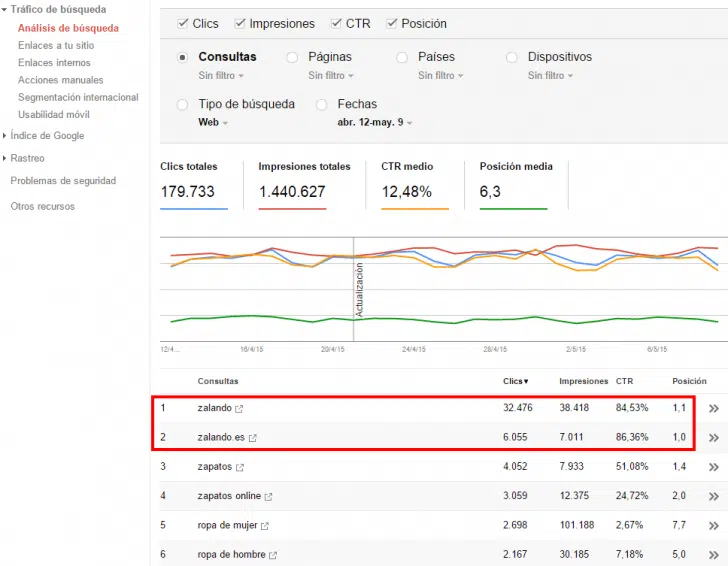 Tráfico de búsqueda
Análisis de búsqueda
Enlaces a tu sitio
Enlaces internos
Acciones manuales
Segmentación internacional
Usabilidad móvil
Índice de Google
Rastreo
Problemas de seguridad
Otros recursos
Clics Impresiones CTR Posición
Consultas Páginas Países Dispositivos
Sin filtro Sin filtro Sin filtro
Tipo de búsqueda Fechas
Web abr. 12-may. 9
Clics totales Impresiones totales CTR medio Posición media
179.733 1.440.627 12,48% 6,3
Actualización
12/4... 16/4/15 20/4/15 24/4/15 28/4/15 2/5/15 6/5/15
Consultas Clics▼ Impresiones CTR Posición
1 zalando 32.476 38.418 84,53% 1,1 »
2 zalando.es 6.055 7.011 86,36% 1,0 »
3 zapatos 4.052 7.933 51,08% 1,4 »
4 zapatos online 3.059 12.375 24,72% 2,0 »
5 ropa de mujer 2.698 101.188 2,67% 7,7 »
6 ropa de hombre 2.167 30.185 7,18% 5,0 »